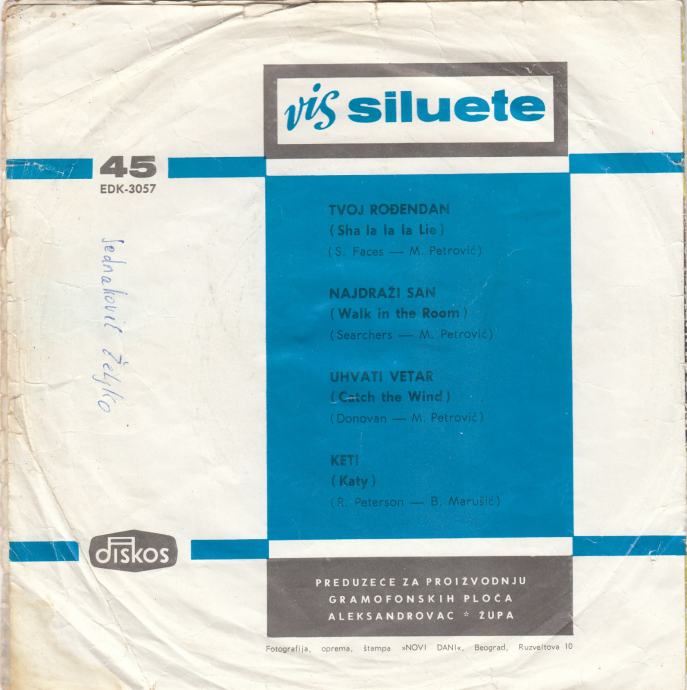 vis siluete
45
EDK-3057
TVOJ ROĐENDAN
(Sha la la la Lie)
(S. Faces — M. Petrović)
NAJDRAŽI SAN
(Walk in the Room)
(Searchers — M. Petrović)
UHVATI VETAR
(Catch the Wind)
(Donovan — M. Petrović)
KETI
(Katy)
(R. Peterson — B. Marušić)
Jednaković Željko
diskos
PREDUZEĆE ZA PROIZVODNJU
GRAMOFONSKIH PLOČA
ALEKSANDROVAC * ŽUPA
Fotografija, oprema, štampa »NOVI DANI«, Beograd, Ruzveltova 10